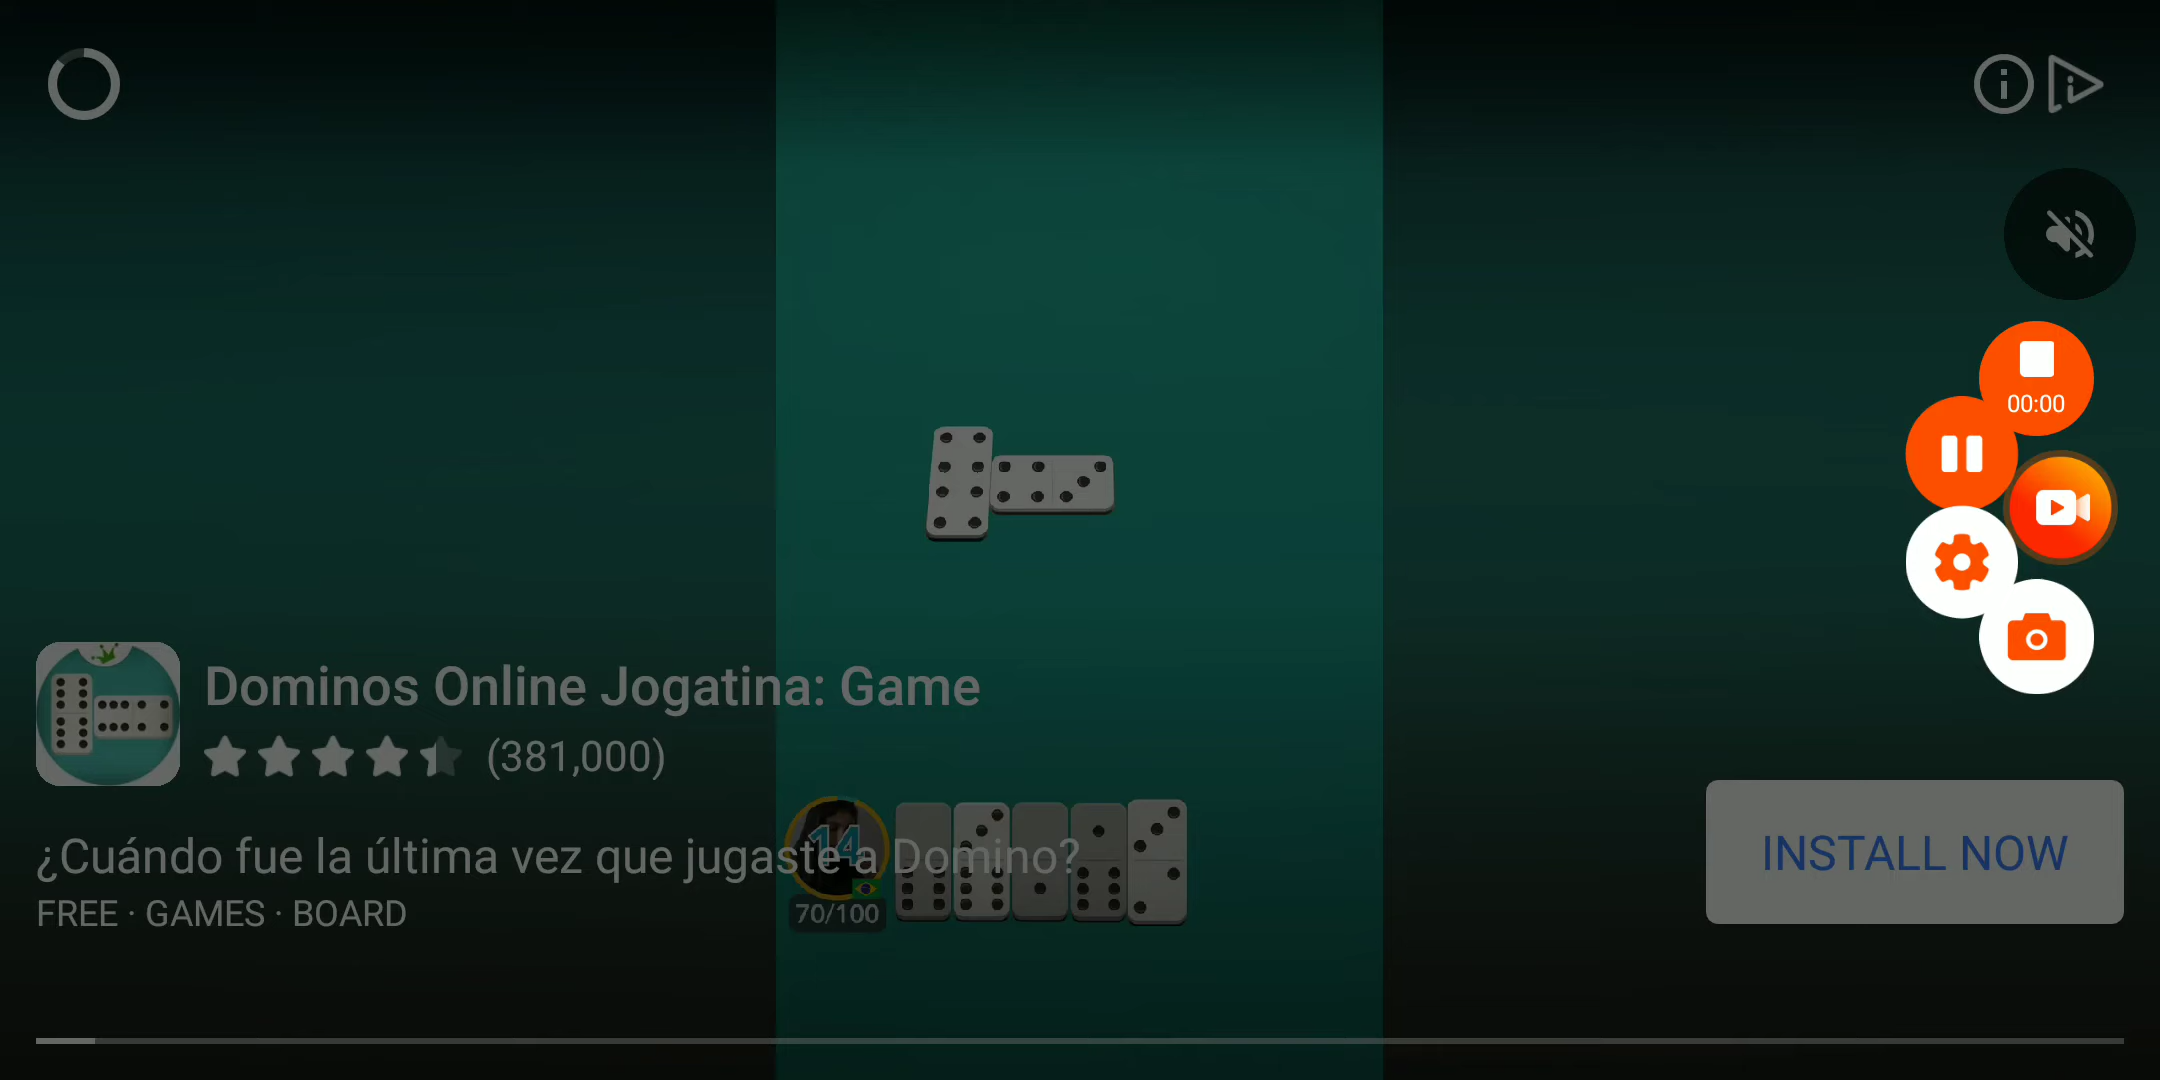 00:00
Dominos Online Jogatina: Game
(381,000)
14
¿Cuándo fue la última vez que jugaste a Domino?
70/100
FREE · GAMES · BOARD
INSTALL NOW